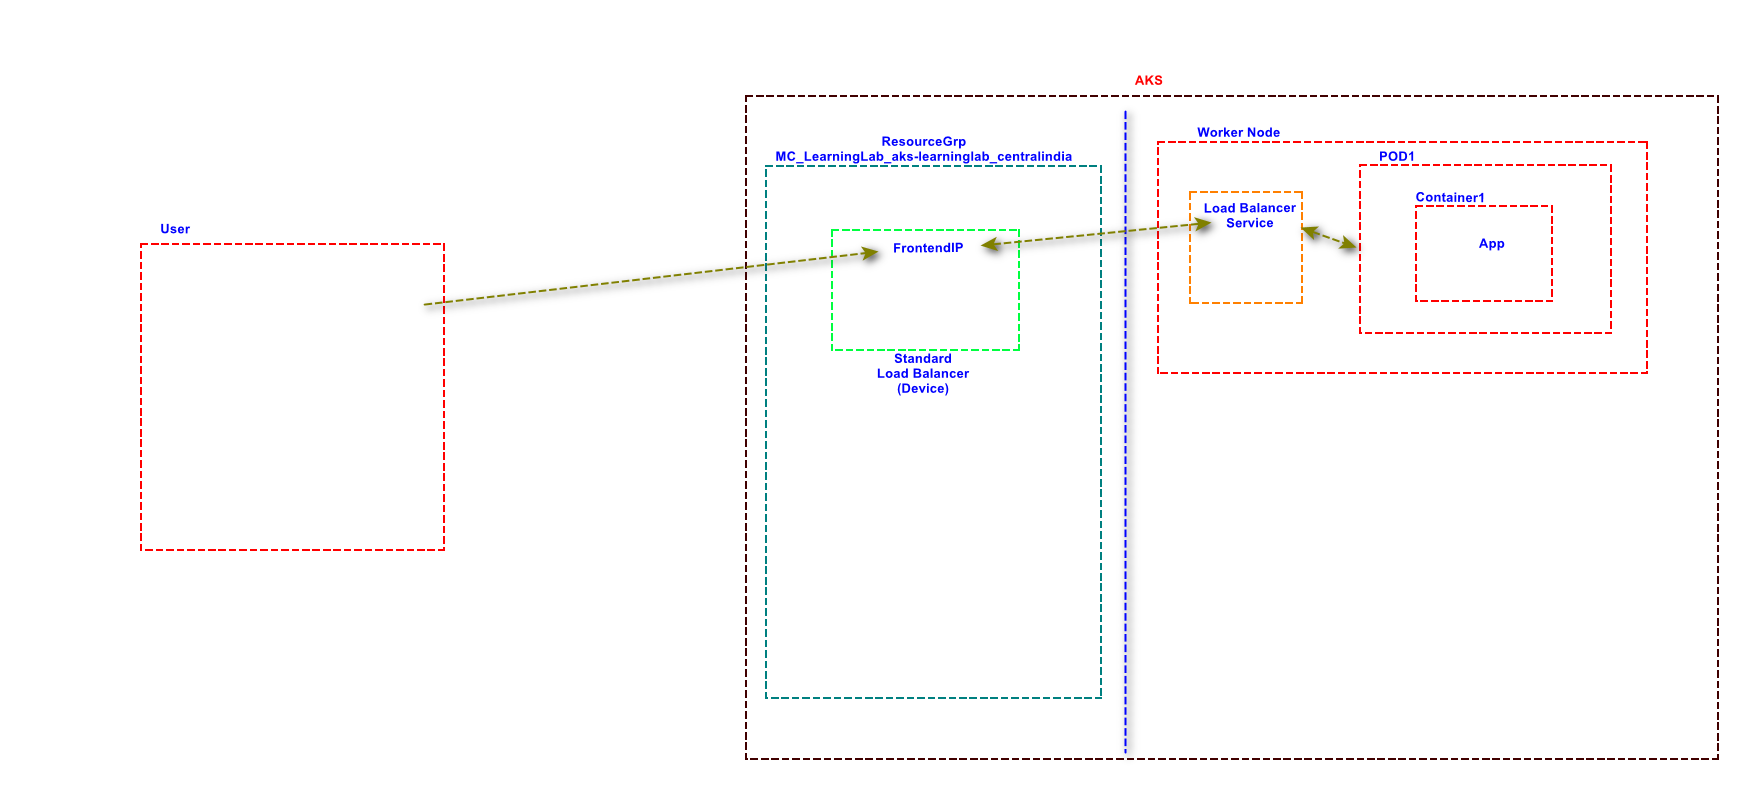 AKS
User
ResourceGrp
MC_LearningLab_aks-learninglab_centralindia
FrontendIP
Standard
Load Balancer
(Device)
Worker Node
Load Balancer
Service
POD1
Container1
App